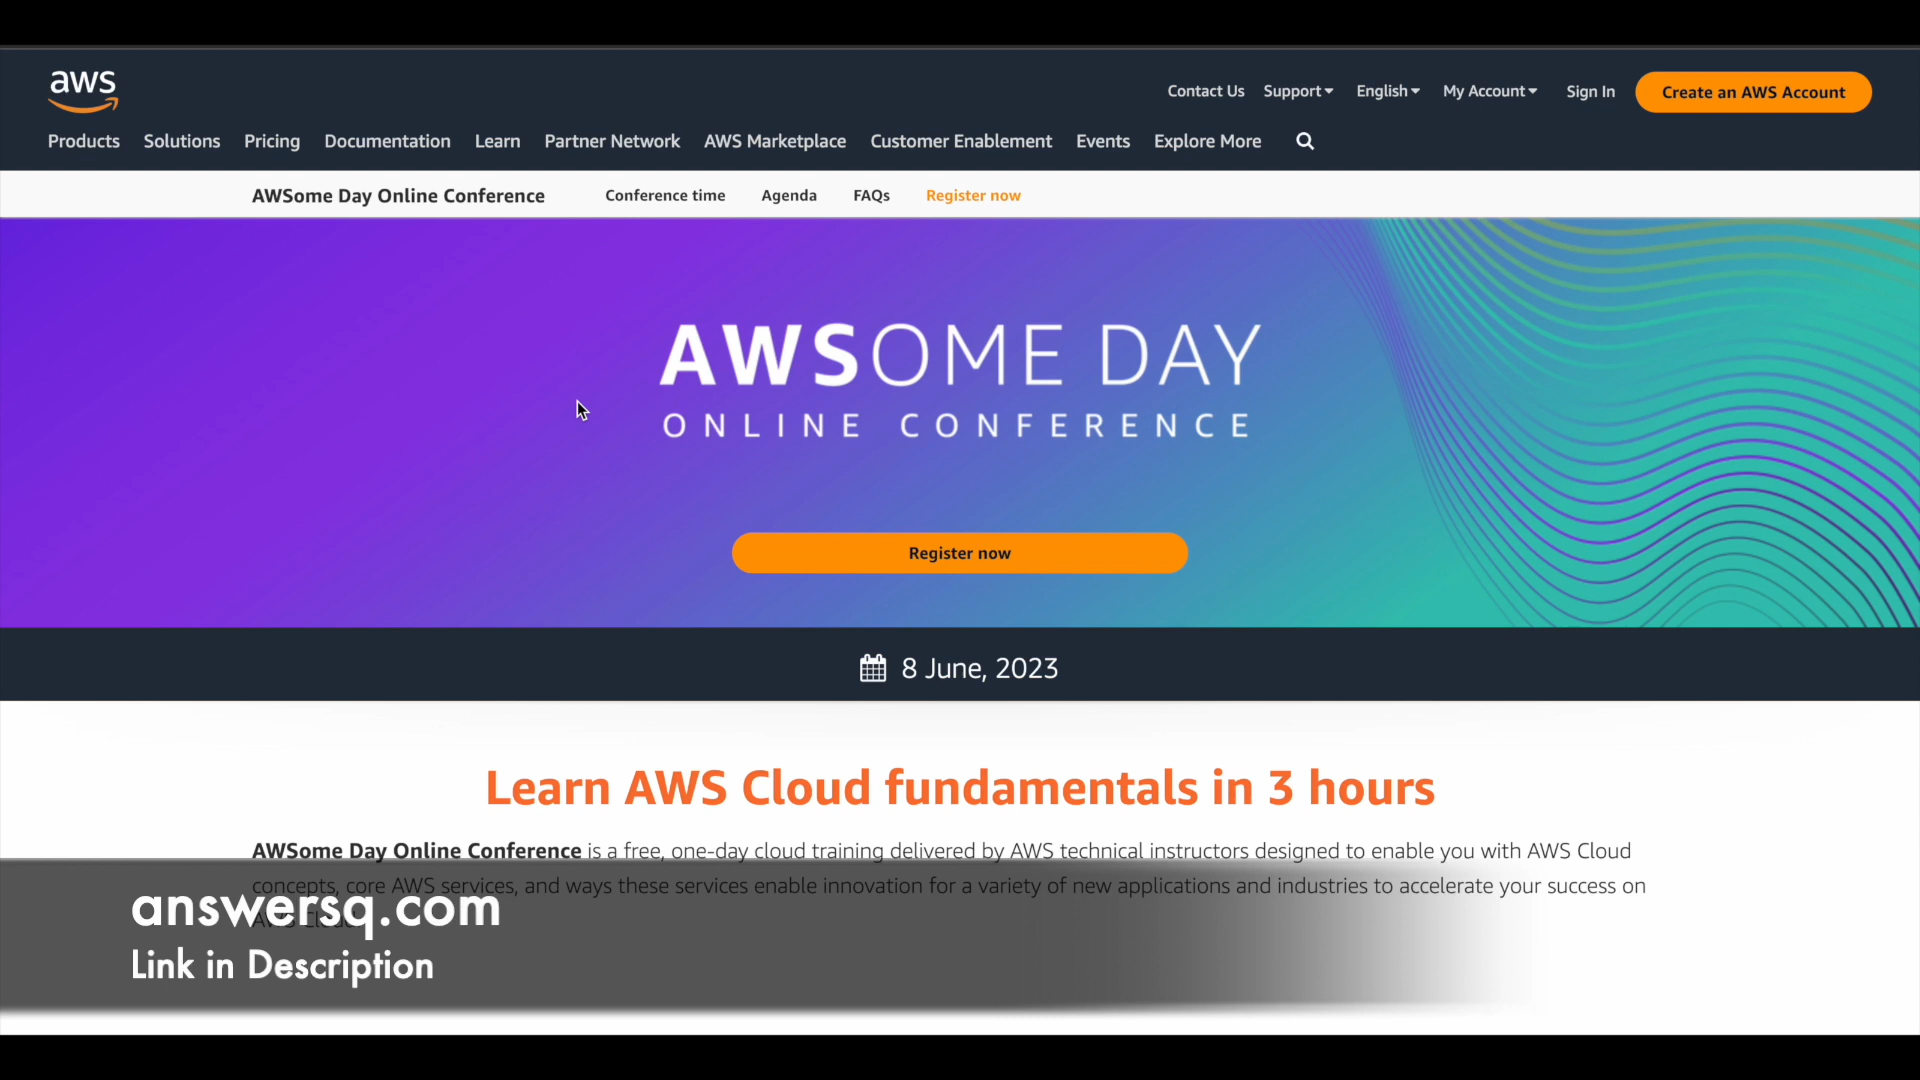 aws
Contact Us Support English My Account Sign In Create an AWS Account
Products Solutions Pricing Documentation Learn Partner Network AWS Marketplace Customer Enablement Events Explore More
AWSome Day Online Conference Conference time Agenda FAQs Register now
AWSOME DAY
ONLINE CONFERENCE
Register now
8 June, 2023
Learn AWS Cloud fundamentals in 3 hours
AWSome Day Online Conference is a free, one-day cloud training delivered by AWS technical instructors designed to enable you with AWS Cloud
concepts, core AWS services, and ways these services enable innovation for a variety of new applications and industries to accelerate your success on
AWS Cloud.
answersq.com
Link in Description